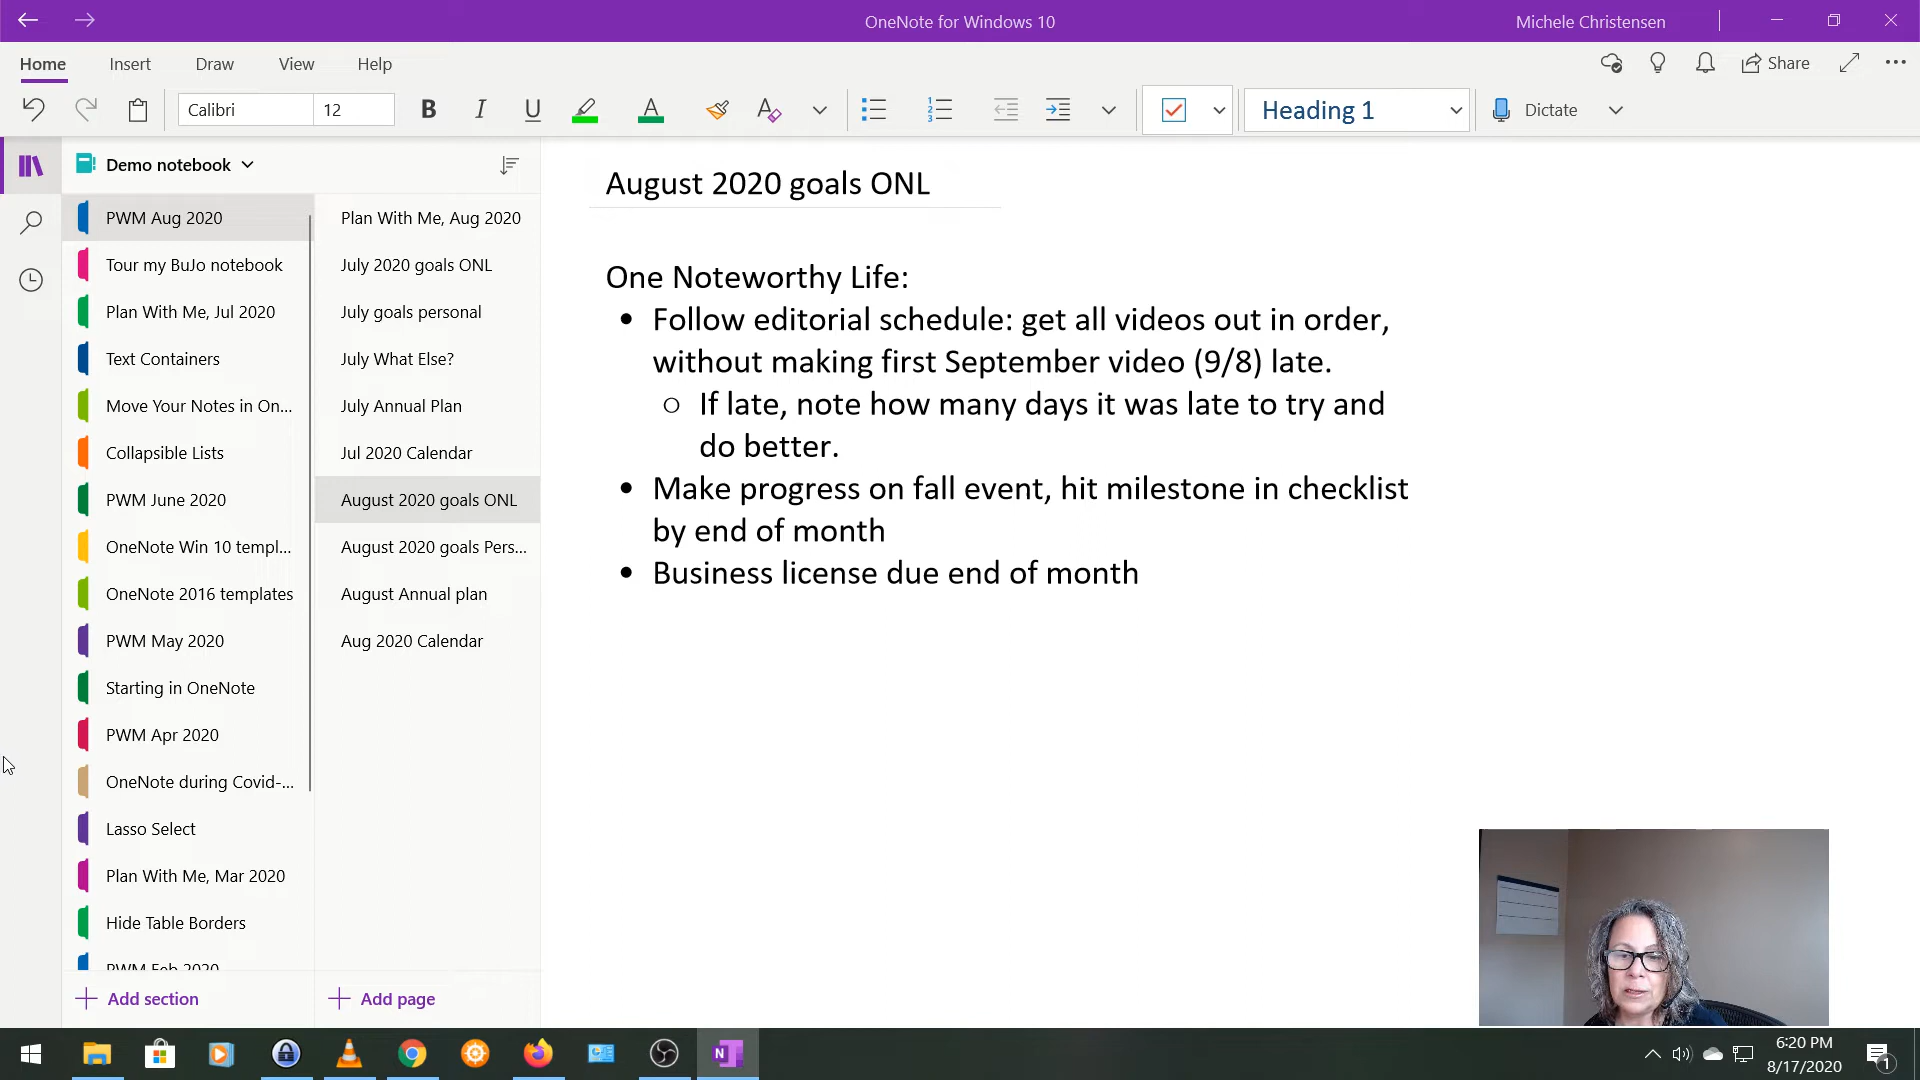 OneNote for Windows 10
Michele Christensen
Home
Insert
Draw
View
Help
Share
Calibri
12
B
I
U
A
A
Heading 1
Dictate
Demo notebook
PWM Aug 2020
Tour my BuJo notebook
Plan With Me, Jul 2020
Text Containers
Move Your Notes in On...
Collapsible Lists
PWM June 2020
OneNote Win 10 templ...
OneNote 2016 templates
PWM May 2020
Starting in OneNote
PWM Apr 2020
OneNote during Covid-...
Lasso Select
Plan With Me, Mar 2020
Hide Table Borders
PWM Feb 2020
Add section
Plan With Me, Aug 2020
July 2020 goals ONL
July goals personal
July What Else?
July Annual Plan
Jul 2020 Calendar
August 2020 goals ONL
August 2020 goals Pers...
August Annual plan
Aug 2020 Calendar
Add page
August 2020 goals ONL
One Noteworthy Life:
• Follow editorial schedule: get all videos out in order,
without making first September video (9/8) late.
○ If late, note how many days it was late to try and
do better.
• Make progress on fall event, hit milestone in checklist
by end of month
• Business license due end of month
N
6:20 PM
8/17/2020
1